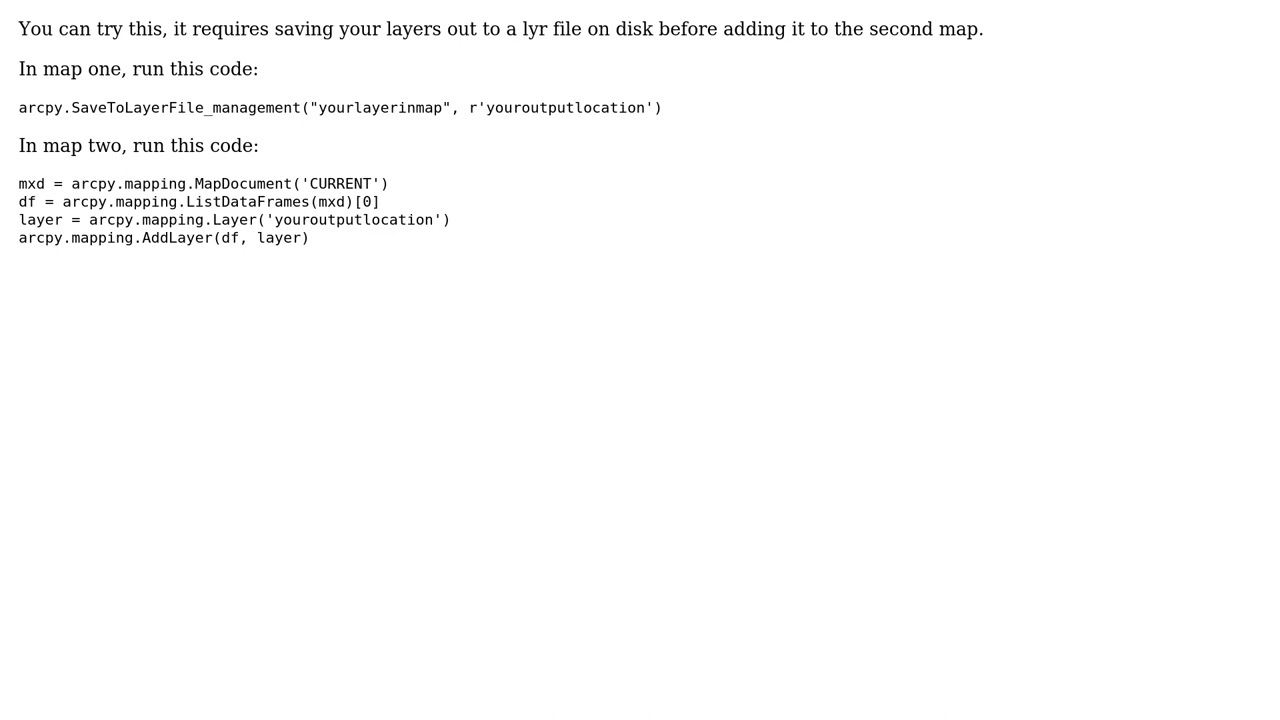 You can try this, it requires saving your layers out to a lyr file on disk before adding it to the second map.
In map one, run this code:
arcpy.SaveToLayerFile_management("yourlayerinmap", r'youroutputlocation')
In map two, run this code:
mxd = arcpy.mapping.MapDocument('CURRENT')
df = arcpy.mapping.ListDataFrames(mxd)[0]
layer = arcpy.mapping.Layer('youroutputlocation')
arcpy.mapping.AddLayer(df, layer)